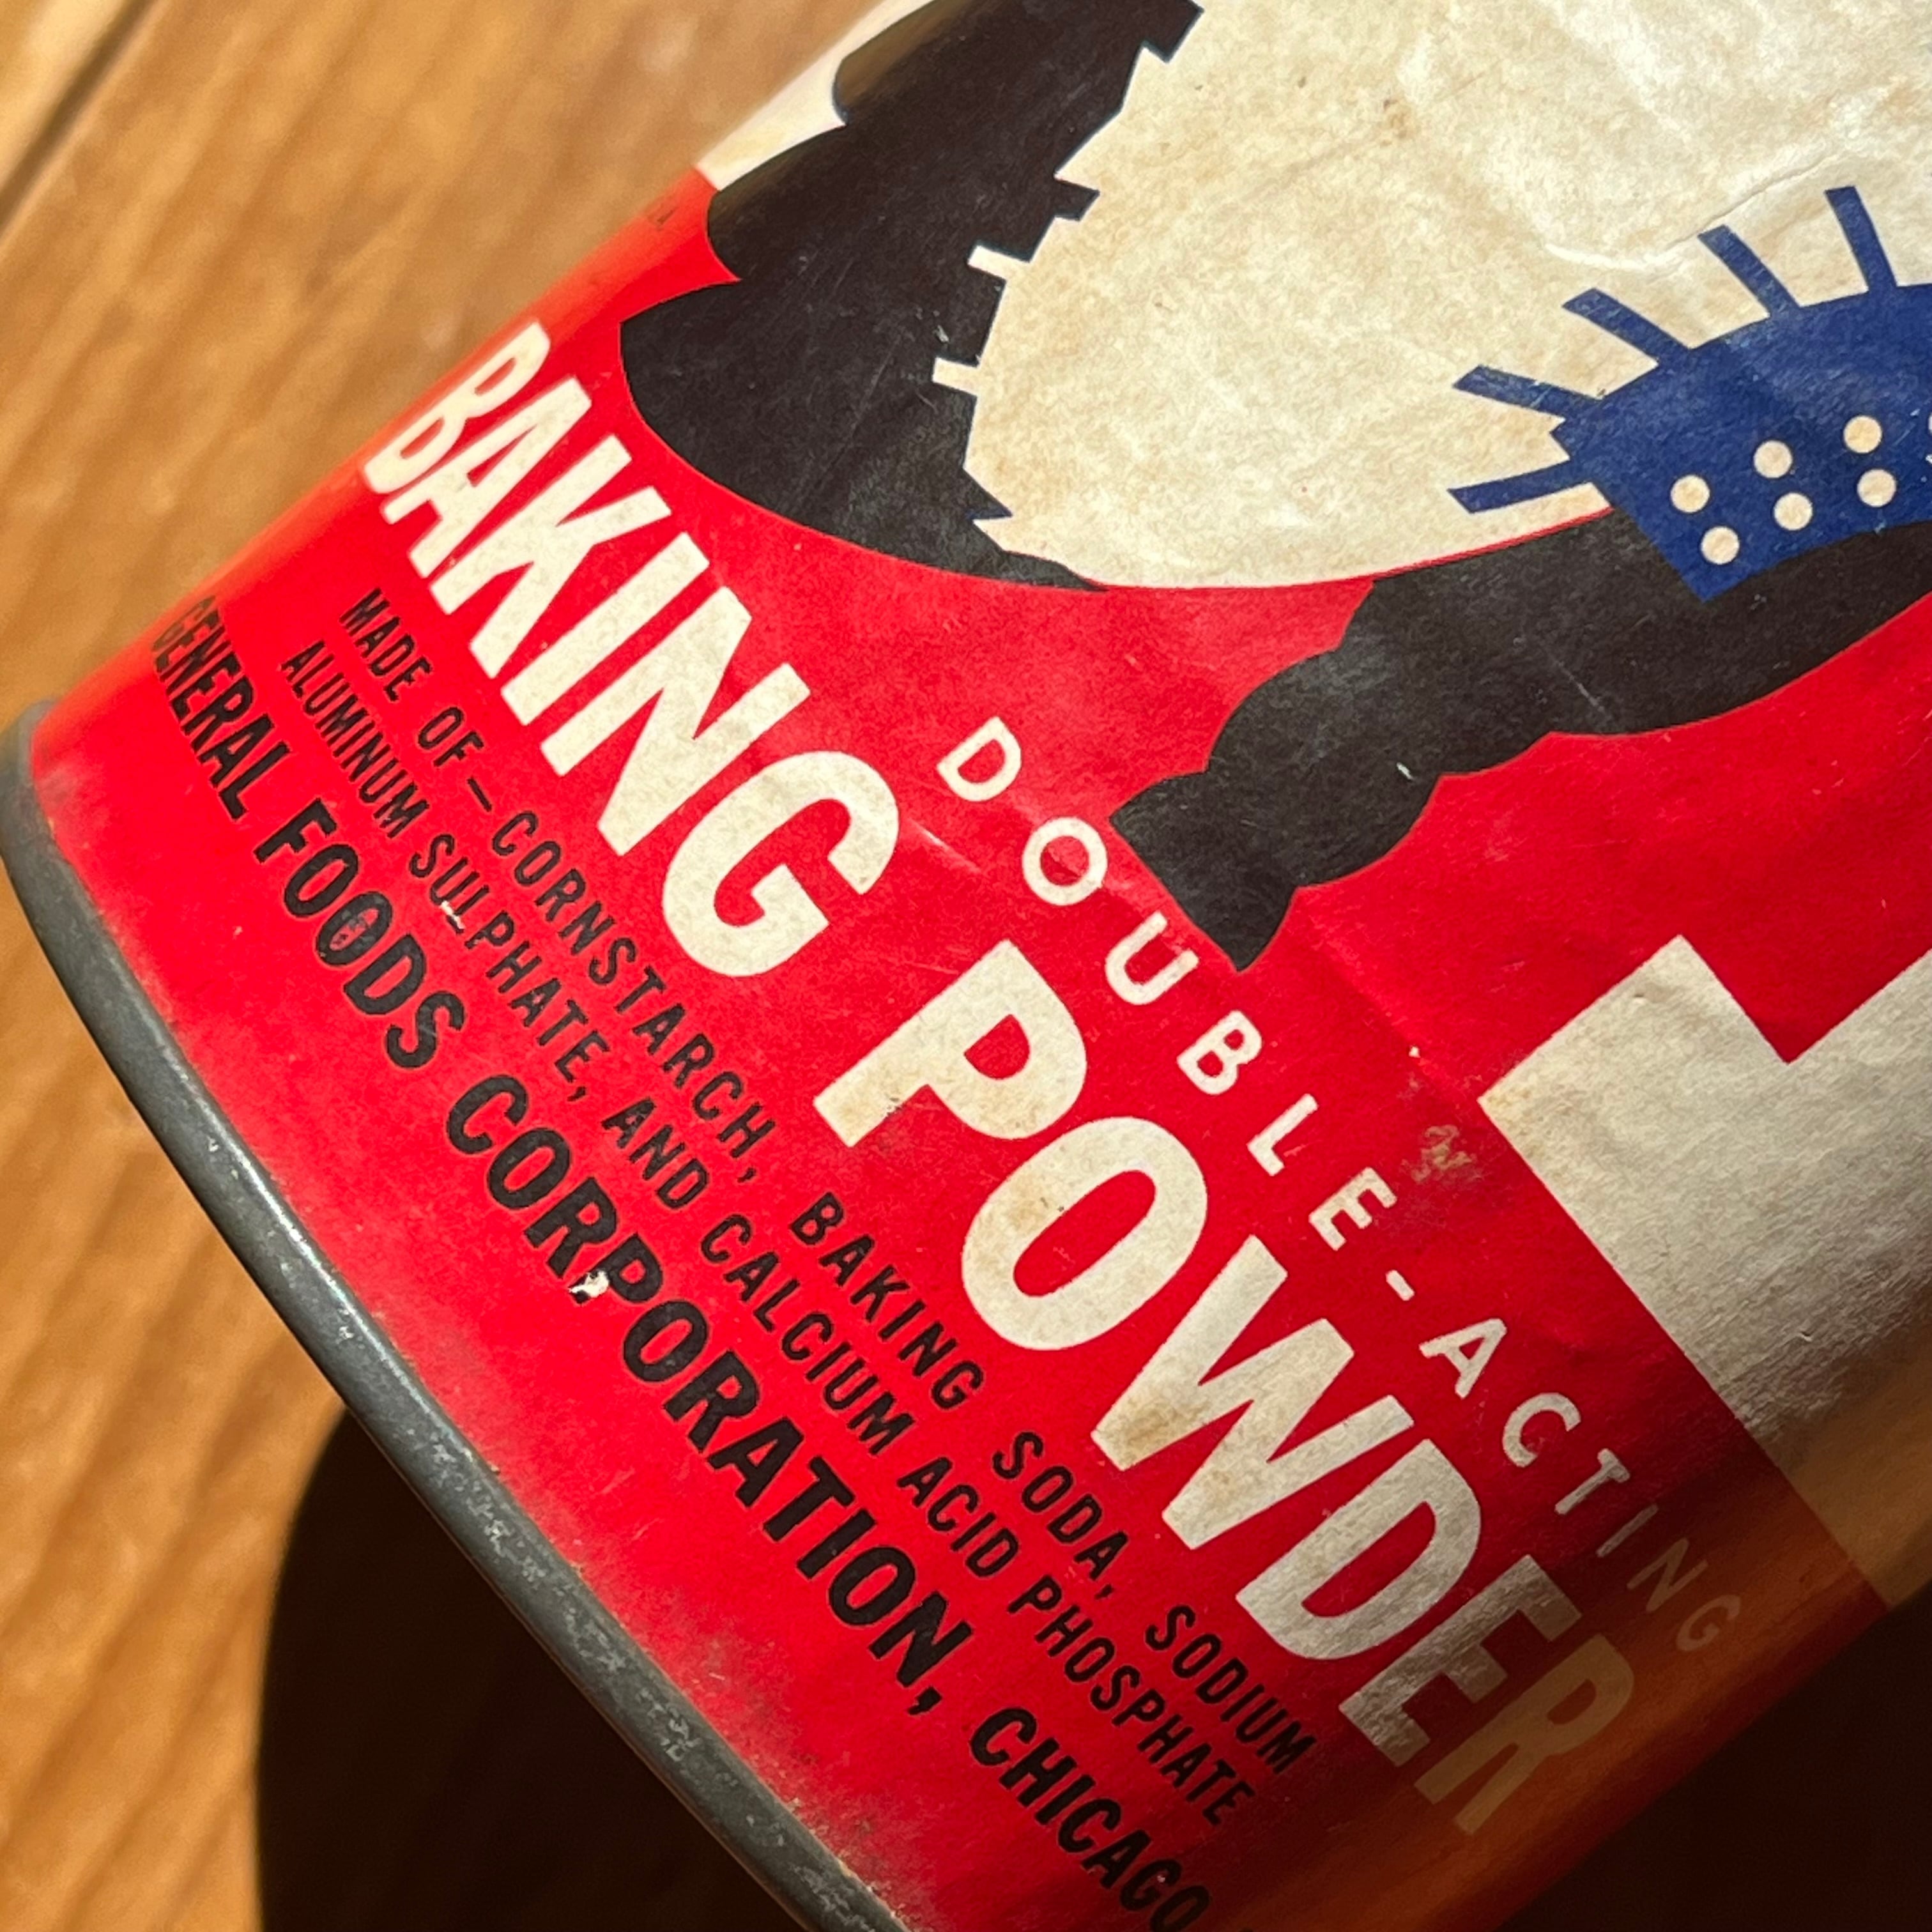 DOUBLE-ACTING
BAKING POWDER
MADE OF — CORNSTARCH, BAKING SODA, SODIUM
ALUMINUM SULPHATE, AND CALCIUM ACID PHOSPHATE
GENERAL FOODS CORPORATION, CHICAGO